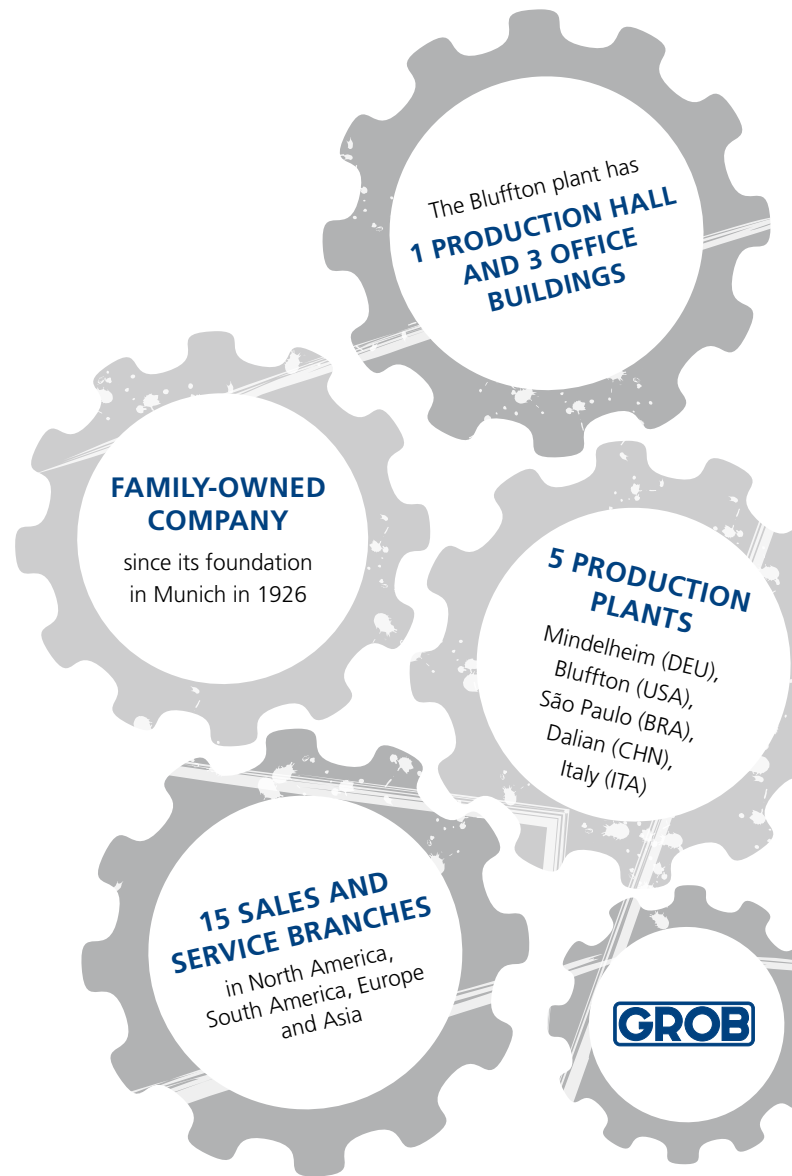 The Bluffton plant has
1 PRODUCTION HALL
AND 3 OFFICE
BUILDINGS
FAMILY-OWNED
COMPANY
since its foundation
in Munich in 1926
5 PRODUCTION
PLANTS
Mindelheim (DEU),
Bluffton (USA),
São Paulo (BRA),
Dalian (CHN),
Italy (ITA)
15 SALES AND
SERVICE BRANCHES
in North America,
South America, Europe
and Asia
GROB